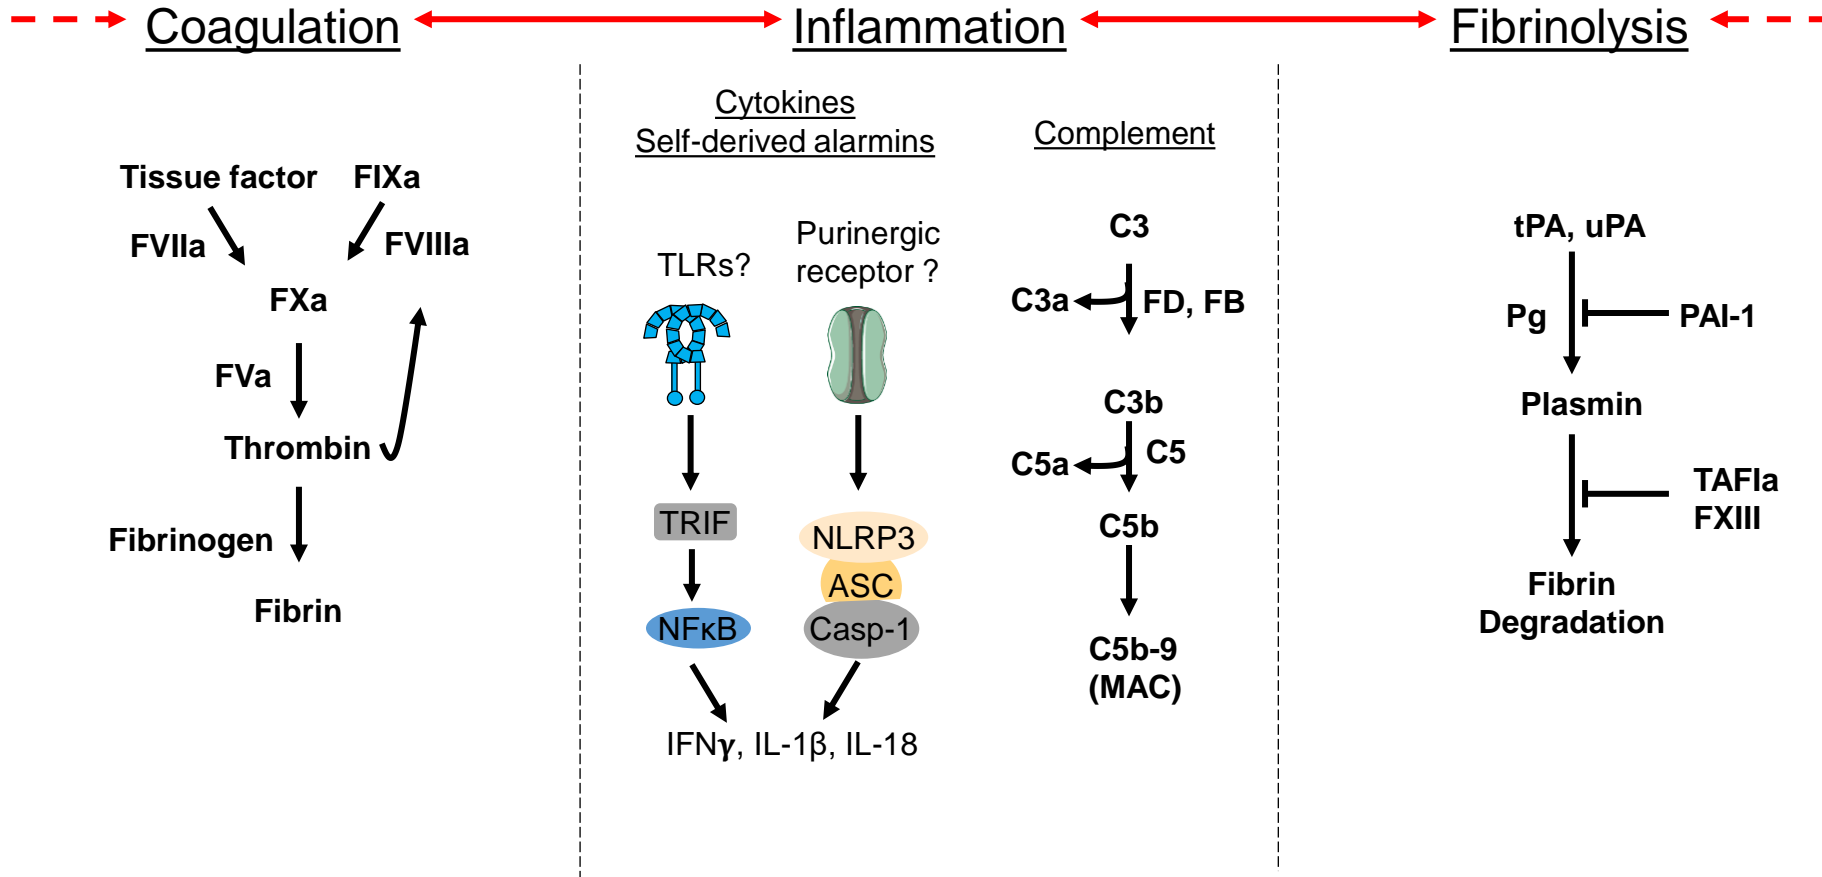 Coagulation
Inflammation
Fibrinolysis
Tissue factor
FIXa
FVIIa
FVIIIa
FXa
FVa
Thrombin
Fibrinogen
Fibrin
Cytokines
Self-derived alarmins
TLRs?
Purinergic
receptor ?
TRIF
NFκB
NLRP3
ASC
Casp-1
IFNγ, IL-1β, IL-18
Complement
C3
C3a
FD, FB
C3b
C5a
C5
C5b
C5b-9
(MAC)
tPA, uPA
Pg
PAI-1
Plasmin
TAFIa
FXIII
Fibrin
Degradation